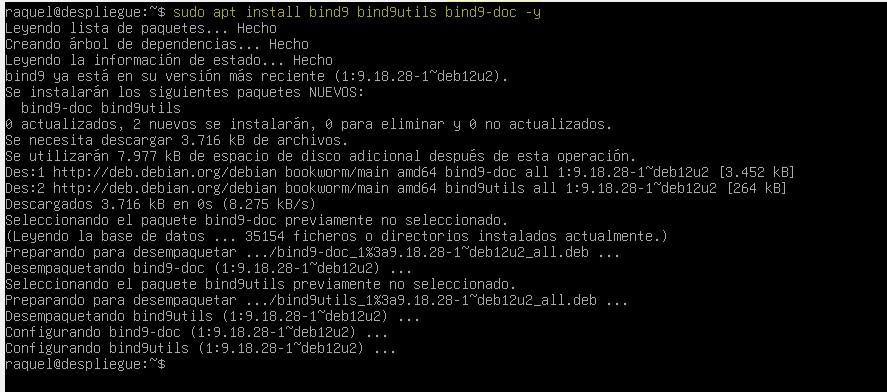 raquel@despliegue:~$ sudo apt install bind9 bind9utils bind9-doc -y
Leyendo lista de paquetes... Hecho
Creando árbol de dependencias... Hecho
Leyendo la información de estado... Hecho
bind9 ya está en su versión más reciente (1:9.18.28-1~deb12u2).
Se instalarán los siguientes paquetes NUEVOS:
  bind9-doc bind9utils
0 actualizados, 2 nuevos se instalarán, 0 para eliminar y 0 no actualizados.
Se necesita descargar 3.716 kB de archivos.
Se utilizarán 7.977 kB de espacio de disco adicional después de esta operación.
Des:1 http://deb.debian.org/debian bookworm/main amd64 bind9-doc all 1:9.18.28-1~deb12u2 [3.452 kB]
Des:2 http://deb.debian.org/debian bookworm/main amd64 bind9utils all 1:9.18.28-1~deb12u2 [264 kB]
Descargados 3.716 kB en 0s (8.275 kB/s)
Seleccionando el paquete bind9-doc previamente no seleccionado.
(Leyendo la base de datos ... 35154 ficheros o directorios instalados actualmente.)
Preparando para desempaquetar .../bind9-doc_1%3a9.18.28-1~deb12u2_all.deb ...
Desempaquetando bind9-doc (1:9.18.28-1~deb12u2) ...
Seleccionando el paquete bind9utils previamente no seleccionado.
Preparando para desempaquetar .../bind9utils_1%3a9.18.28-1~deb12u2_all.deb ...
Desempaquetando bind9utils (1:9.18.28-1~deb12u2) ...
Configurando bind9-doc (1:9.18.28-1~deb12u2) ...
Configurando bind9utils (1:9.18.28-1~deb12u2) ...
raquel@despliegue:~$